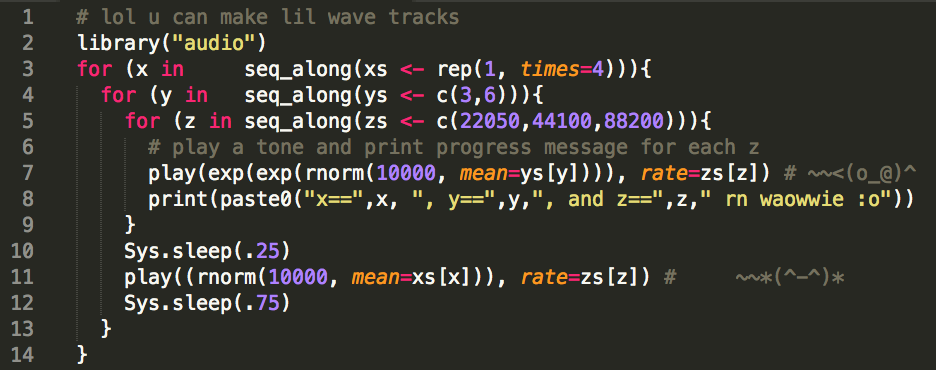 1 # lol u can make lil wave tracks
2 library("audio")
3 for (x in     seq_along(xs <- rep(1, times=4))){
4   for (y in   seq_along(ys <- c(3,6))){
5     for (z in seq_along(zs <- c(22050,44100,88200))){
6       # play a tone and print progress message for each z
7       play(exp(exp(rnorm(10000, mean=ys[y]))), rate=zs[z]) # ~~<(o_@)^
8       print(paste0("x==",x, ", y==",y,", and z==",z," rn waowwie :o"))
9     }
10     Sys.sleep(.25)
11     play((rnorm(10000, mean=xs[x])), rate=zs[z]) #     ~~*(^-^)*
12     Sys.sleep(.75)
13   }
14 }